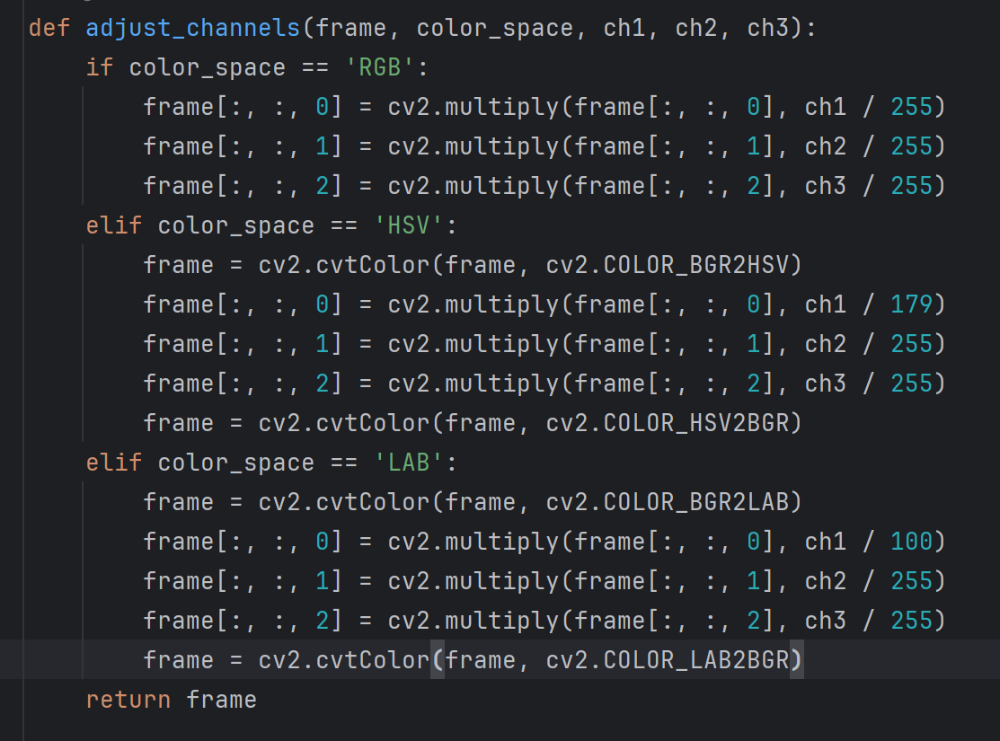 def adjust_channels(frame, color_space, ch1, ch2, ch3):
    if color_space == 'RGB':
        frame[:, :, 0] = cv2.multiply(frame[:, :, 0], ch1 / 255)
        frame[:, :, 1] = cv2.multiply(frame[:, :, 1], ch2 / 255)
        frame[:, :, 2] = cv2.multiply(frame[:, :, 2], ch3 / 255)
    elif color_space == 'HSV':
        frame = cv2.cvtColor(frame, cv2.COLOR_BGR2HSV)
        frame[:, :, 0] = cv2.multiply(frame[:, :, 0], ch1 / 179)
        frame[:, :, 1] = cv2.multiply(frame[:, :, 1], ch2 / 255)
        frame[:, :, 2] = cv2.multiply(frame[:, :, 2], ch3 / 255)
        frame = cv2.cvtColor(frame, cv2.COLOR_HSV2BGR)
    elif color_space == 'LAB':
        frame = cv2.cvtColor(frame, cv2.COLOR_BGR2LAB)
        frame[:, :, 0] = cv2.multiply(frame[:, :, 0], ch1 / 100)
        frame[:, :, 1] = cv2.multiply(frame[:, :, 1], ch2 / 255)
        frame[:, :, 2] = cv2.multiply(frame[:, :, 2], ch3 / 255)
        frame = cv2.cvtColor(frame, cv2.COLOR_LAB2BGR)
    return frame